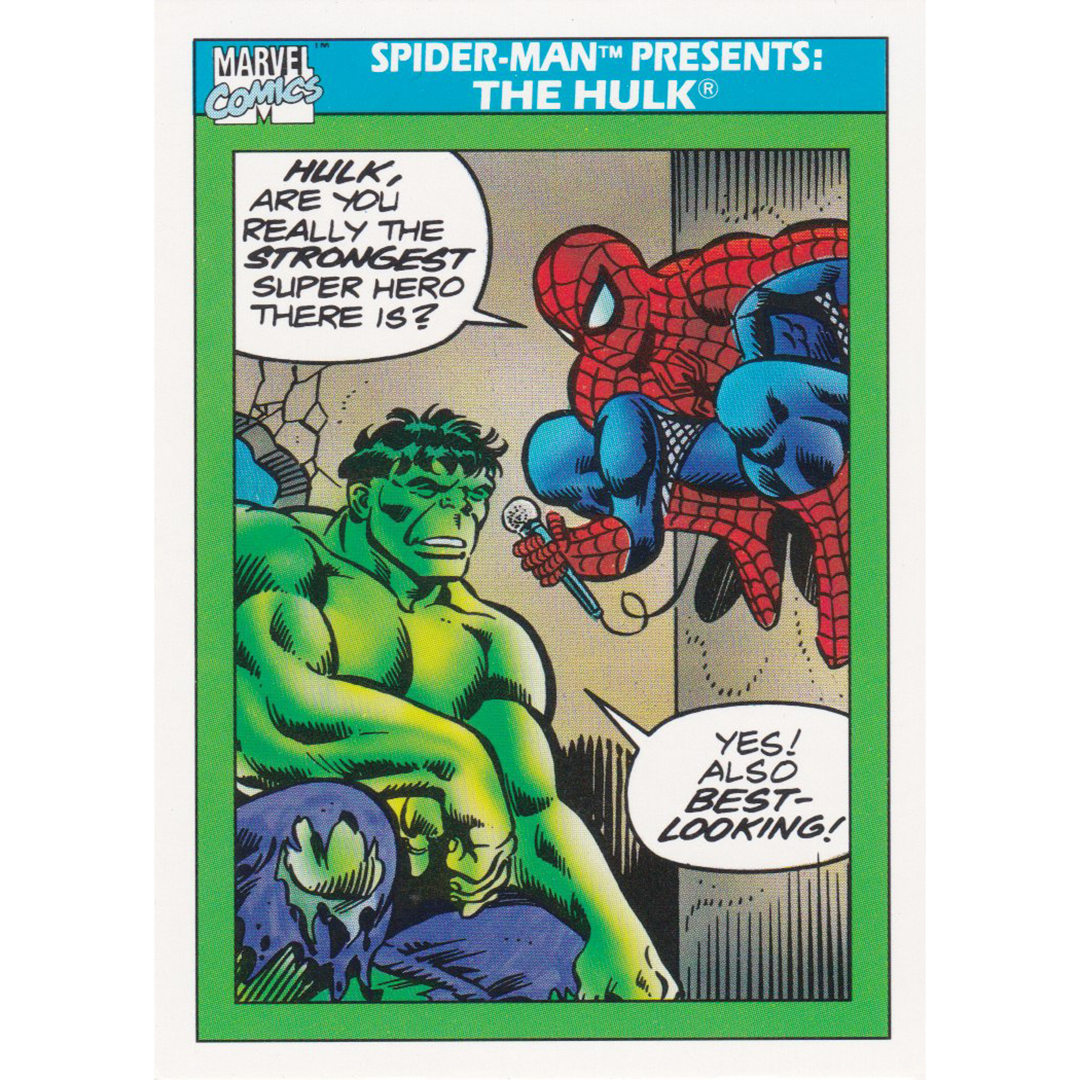 MARVEL™
COMICS
SPIDER-MAN™ PRESENTS:
THE HULK®
HULK,
ARE YOU
REALLY THE
STRONGEST
SUPER HERO
THERE IS?
YES!
ALSO
BEST-
LOOKING!